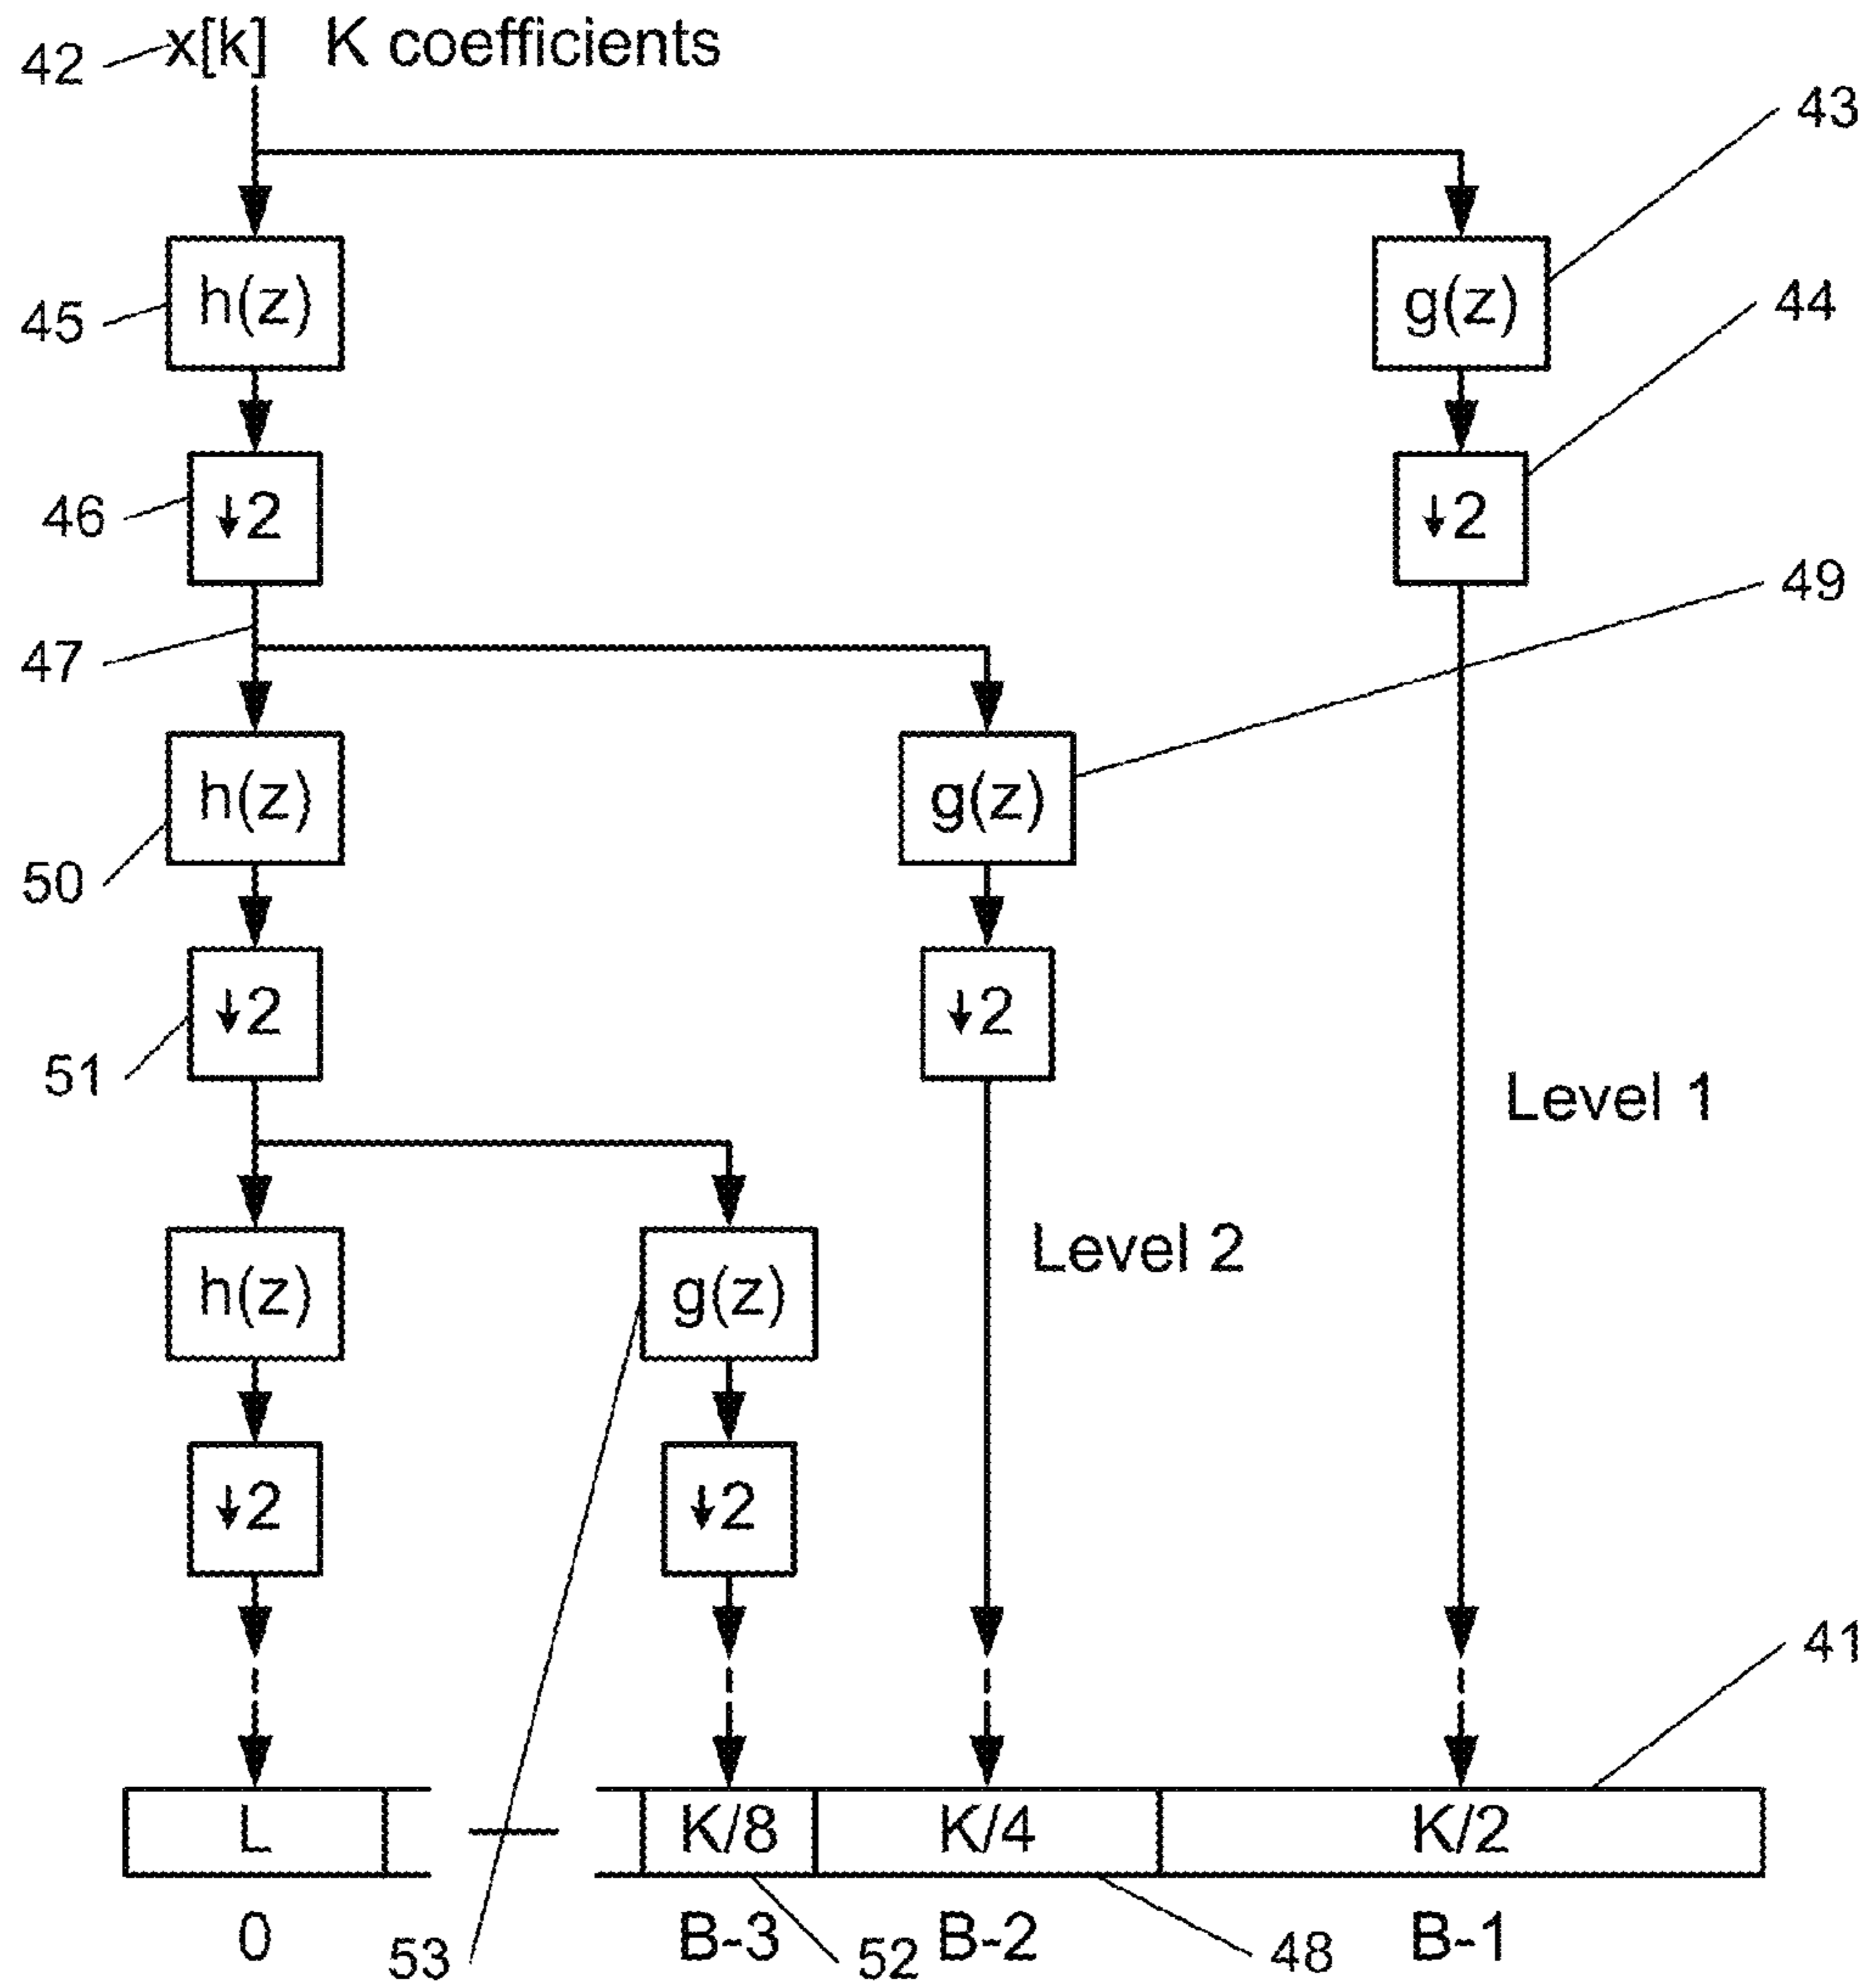 42 x[k] K coefficients
43
45 h(z) g(z) 44
46 ↓2 ↓2
49
47
h(z) g(z)
50
↓2 ↓2
51
Level 1
h(z) g(z) Level 2
↓2 ↓2
41
L K/8 K/4 K/2
0 53 B-3 52 B-2 48 B-1